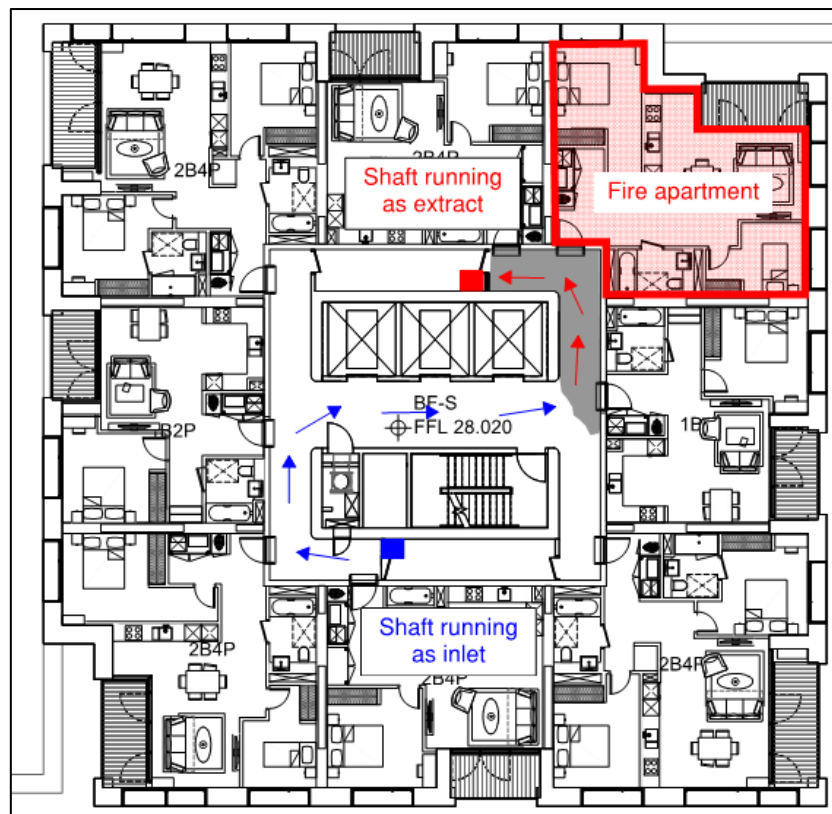 2B4P
2B4P
Shaft running
as extract
Fire apartment
BF-S
FFL 28.020
1B2P
1B
Shaft running
as inlet
2B4P
2B4P
2B4P